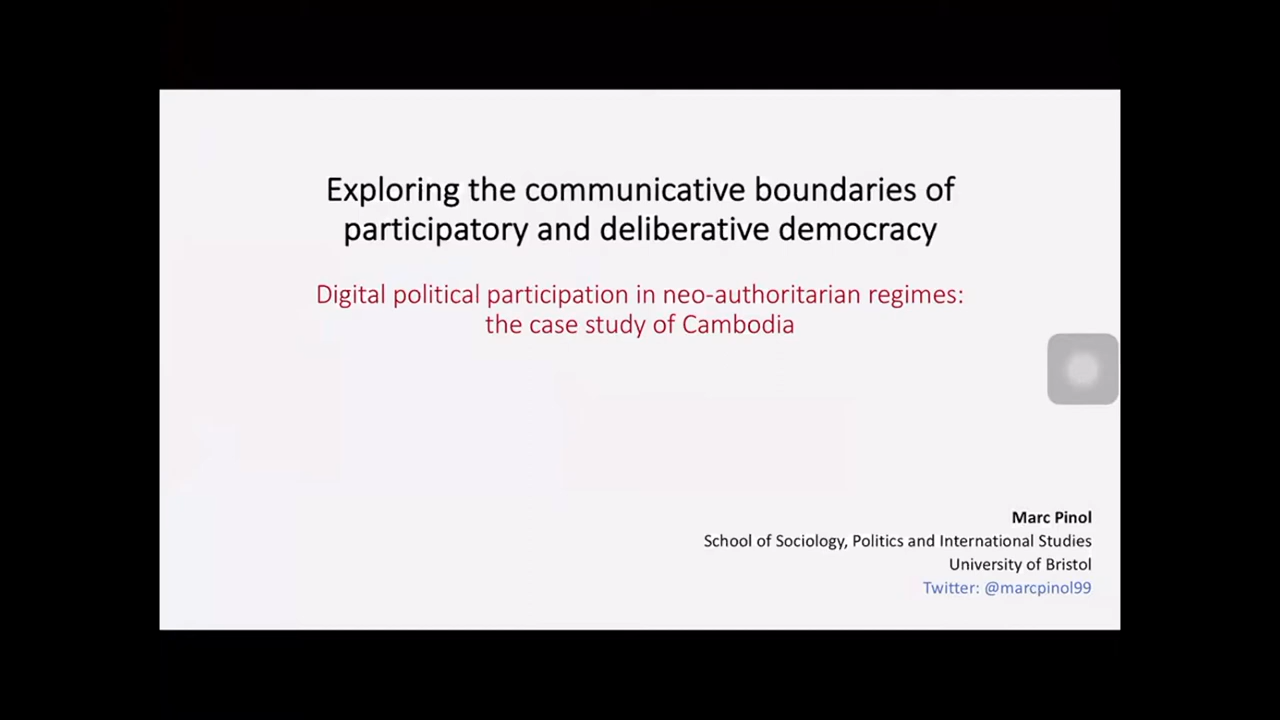 Exploring the communicative boundaries of
participatory and deliberative democracy
Digital political participation in neo-authoritarian regimes:
the case study of Cambodia
Marc Pinol
School of Sociology, Politics and International Studies
University of Bristol
Twitter: @marcpinol99